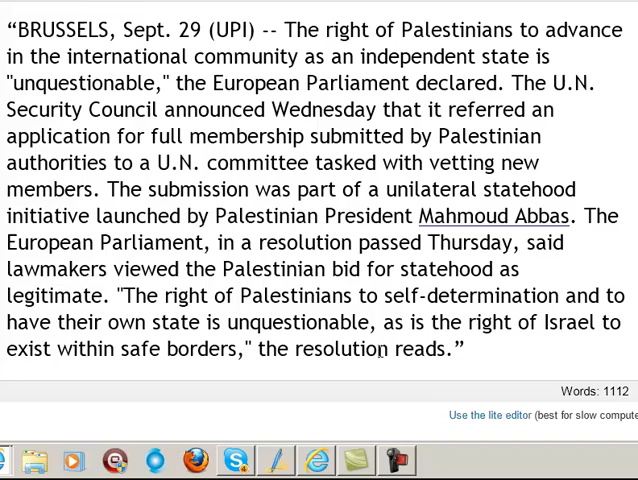 “BRUSSELS, Sept. 29 (UPI) -- The right of Palestinians to advance
in the international community as an independent state is
"unquestionable," the European Parliament declared. The U.N.
Security Council announced Wednesday that it referred an
application for full membership submitted by Palestinian
authorities to a U.N. committee tasked with vetting new
members. The submission was part of a unilateral statehood
initiative launched by Palestinian President Mahmoud Abbas. The
European Parliament, in a resolution passed Thursday, said
lawmakers viewed the Palestinian bid for statehood as
legitimate. "The right of Palestinians to self-determination and to
have their own state is unquestionable, as is the right of Israel to
exist within safe borders," the resolution reads.”
Words: 1112
Use the lite editor (best for slow compute